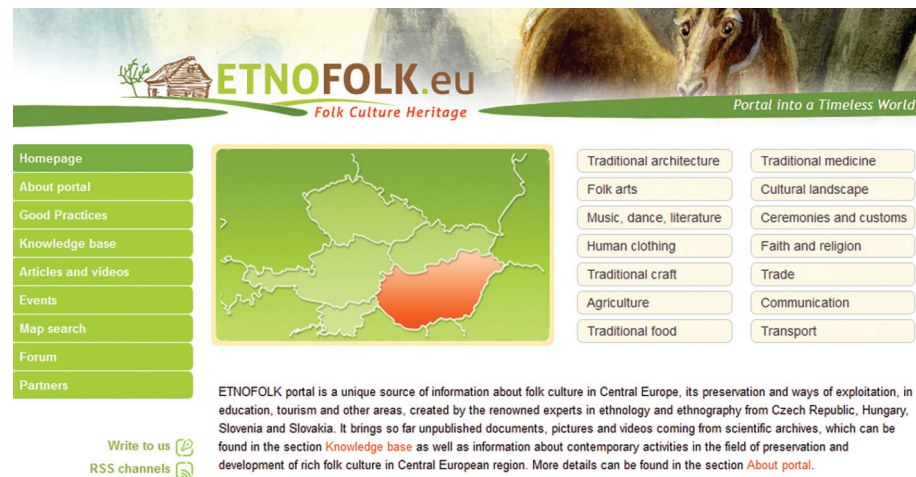 ETNOFOLK.eu
Folk Culture Heritage
Portal into a Timeless World
Homepage
About portal
Good Practices
Knowledge base
Articles and videos
Events
Map search
Forum
Partners
Write to us
RSS channels
Traditional architecture
Folk arts
Music, dance, literature
Human clothing
Traditional craft
Agriculture
Traditional food
Traditional medicine
Cultural landscape
Ceremonies and customs
Faith and religion
Trade
Communication
Transport
ETNOFOLK portal is a unique source of information about folk culture in Central Europe, its preservation and ways of exploitation, in
education, tourism and other areas, created by the renowned experts in ethnology and ethnography from Czech Republic, Hungary,
Slovenia and Slovakia. It brings so far unpublished documents, pictures and videos coming from scientific archives, which can be
found in the section Knowledge base as well as information about contemporary activities in the field of preservation and
development of rich folk culture in Central European region. More details can be found in the section About portal.